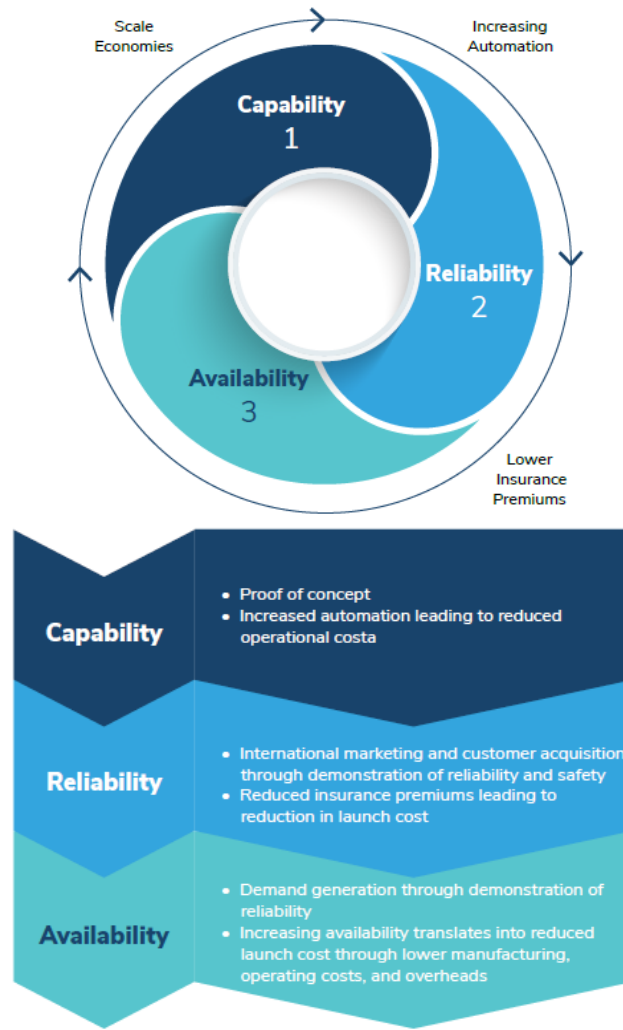 Scale
Economies
Increasing
Automation
Capability
1
Reliability
2
Availability
3
Lower
Insurance
Premiums
Capability
• Proof of concept
• Increased automation leading to reduced
operational costa
Reliability
• International marketing and customer acquisition
through demonstration of reliability and safety
• Reduced insurance premiums leading to
reduction in launch cost
Availability
• Demand generation through demonstration of
reliability
• Increasing availability translates into reduced
launch cost through lower manufacturing,
operating costs, and overheads